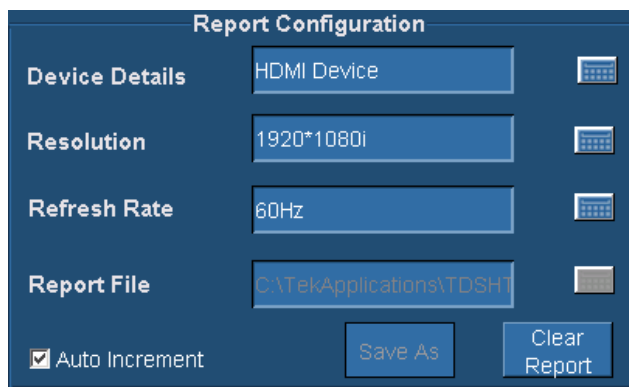 Report Configuration
Device Details HDMI Device
Resolution 1920*1080i
Refresh Rate 60Hz
Report File C:\TekApplications\TDSHT
Auto Increment Save As Clear
Report